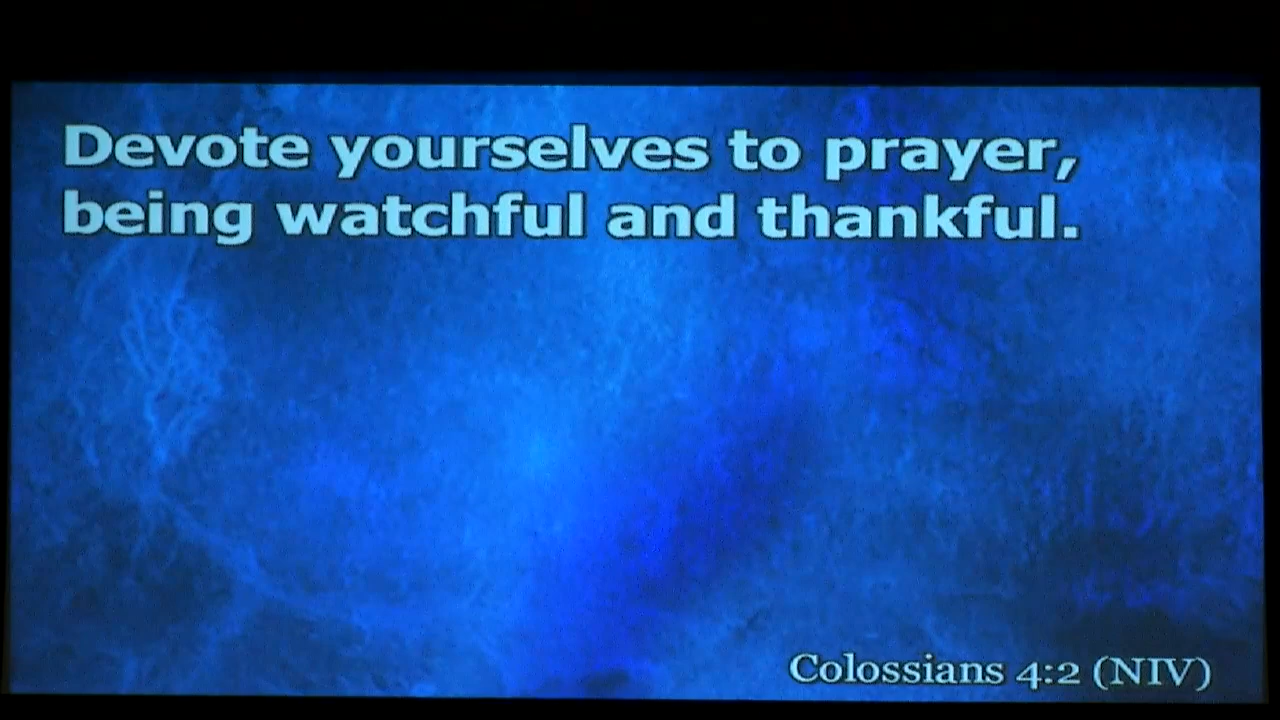 Devote yourselves to prayer,
being watchful and thankful.
Colossians 4:2 (NIV)